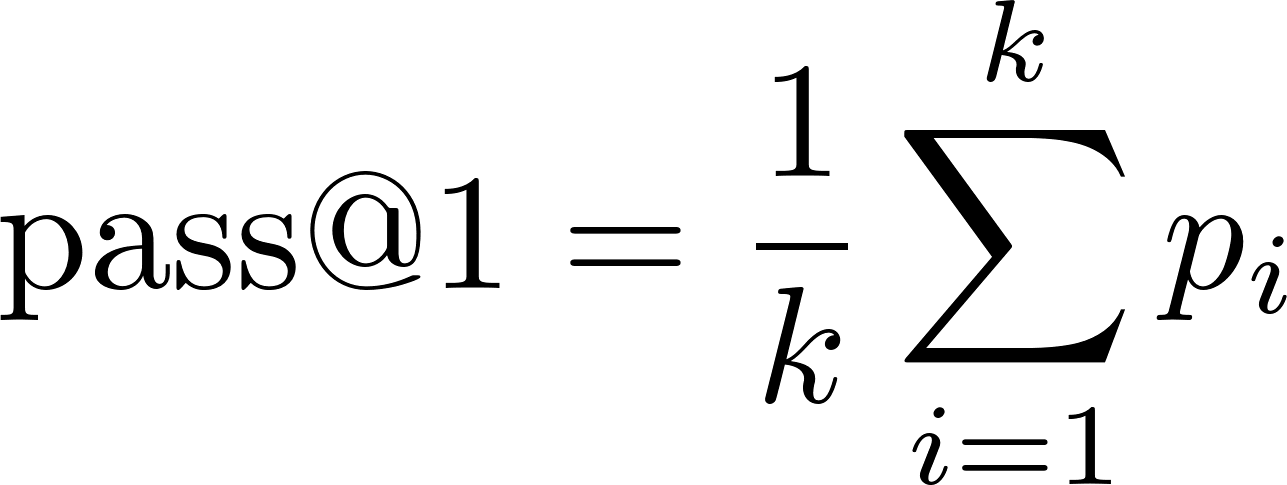 pass@1 = \frac{1}{k} \sum_{i=1}^{k} p_i